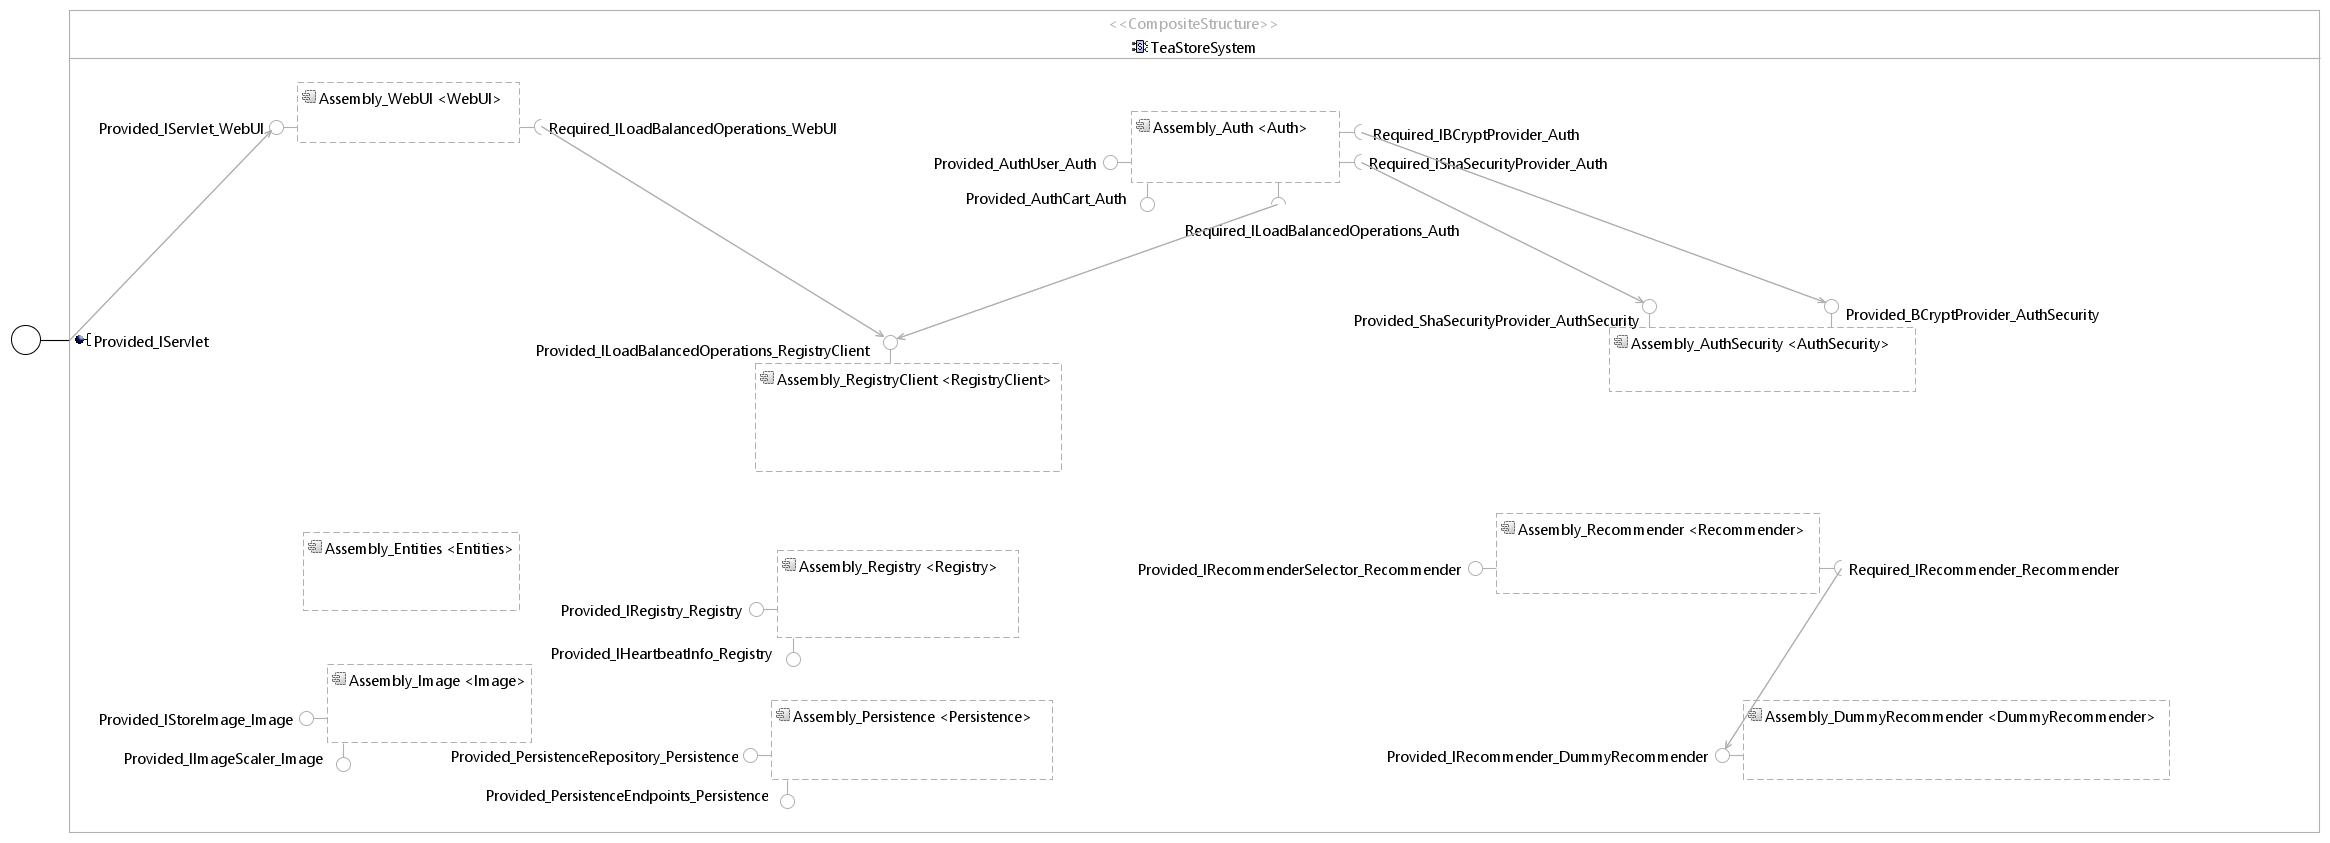 <<CompositeStructure>>
TeaStoreSystem
Assembly_WebUI <WebUI>
Provided_IServlet_WebUI
Required_ILoadBalancedOperations_WebUI
Assembly_Auth <Auth>
Required_IBCryptProvider_Auth
Provided_AuthUser_Auth
Required_IShaSecurityProvider_Auth
Provided_AuthCart_Auth
Required_ILoadBalancedOperations_Auth
Provided_ShaSecurityProvider_AuthSecurity
Provided_BCryptProvider_AuthSecurity
Provided_IServlet
Provided_ILoadBalancedOperations_RegistryClient
Assembly_AuthSecurity <AuthSecurity>
Assembly_RegistryClient <RegistryClient>
Assembly_Recommender <Recommender>
Assembly_Entities <Entities>
Assembly_Registry <Registry>
Provided_IRecommenderSelector_Recommender
Required_IRecommender_Recommender
Provided_IRegistry_Registry
Provided_IHeartbeatInfo_Registry
Assembly_Image <Image>
Provided_IStoreImage_Image
Assembly_Persistence <Persistence>
Assembly_DummyRecommender <DummyRecommender>
Provided_IImageScaler_Image
Provided_PersistenceRepository_Persistence
Provided_IRecommender_DummyRecommender
Provided_PersistenceEndpoints_Persistence